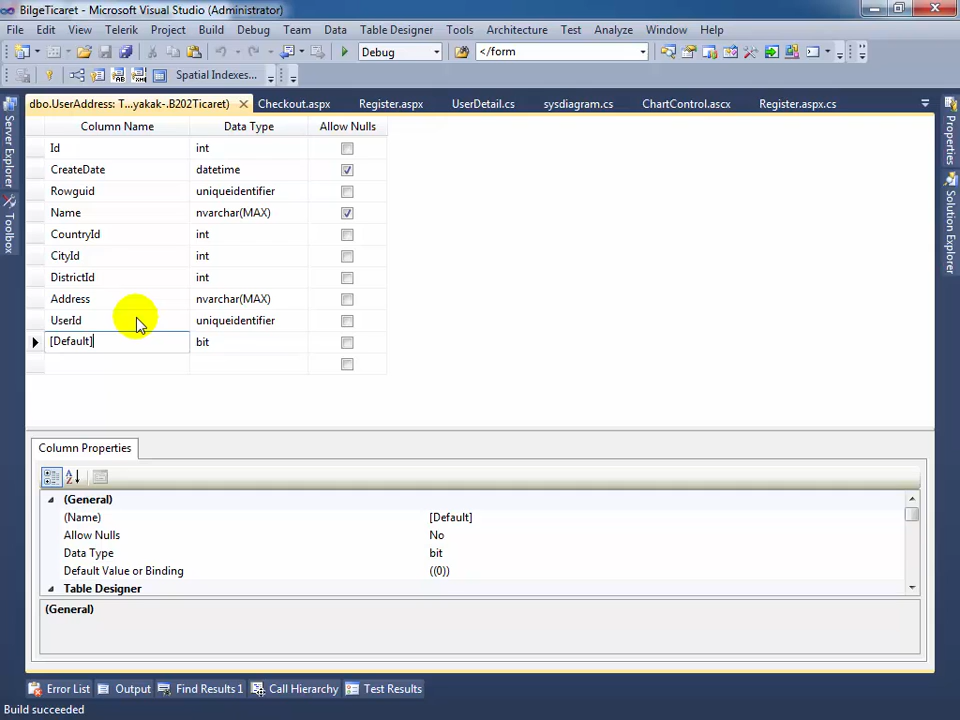 BilgeTicaret - Microsoft Visual Studio (Administrator)
File Edit View Telerik Project Build Debug Team Data Table Designer Tools Architecture Test Analyze Window Help
Debug </form
Spatial Indexes...
dbo.UserAddress: T...yakak-.B202Ticaret) Checkout.aspx Register.aspx UserDetail.cs sysdiagram.cs ChartControl.ascx Register.aspx.cs
Server Explorer
Toolbox
Properties
Solution Explorer
Column Name Data Type Allow Nulls
Id int
CreateDate datetime
Rowguid uniqueidentifier
Name nvarchar(MAX)
CountryId int
CityId int
DistrictId int
Address nvarchar(MAX)
UserId uniqueidentifier
[Default] bit
Column Properties
(General)
(Name) [Default]
Allow Nulls No
Data Type bit
Default Value or Binding ((0))
Table Designer
(General)
Error List Output Find Results 1 Call Hierarchy Test Results
Build succeeded